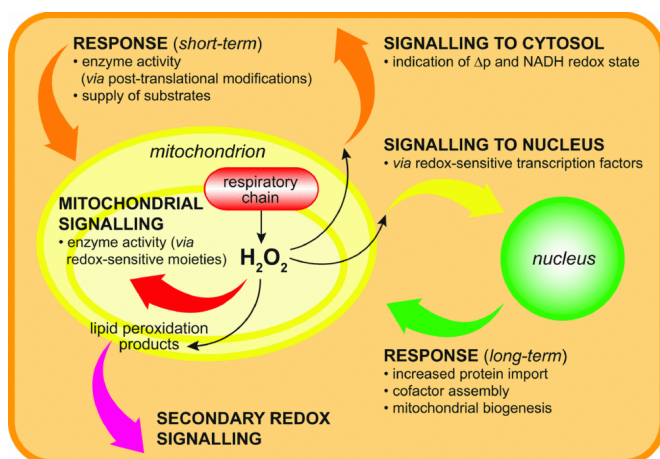 RESPONSE (short-term)
• enzyme activity
(via post-translational modifications)
• supply of substrates
SIGNALLING TO CYTOSOL
• indication of Δp and NADH redox state
mitochondrion
respiratory
chain
SIGNALLING TO NUCLEUS
• via redox-sensitive transcription factors
MITOCHONDRIAL
SIGNALLING
• enzyme activity (via
redox-sensitive moieties)
H₂O₂
nucleus
lipid peroxidation
products
RESPONSE (long-term)
• increased protein import
• cofactor assembly
• mitochondrial biogenesis
SECONDARY REDOX
SIGNALLING